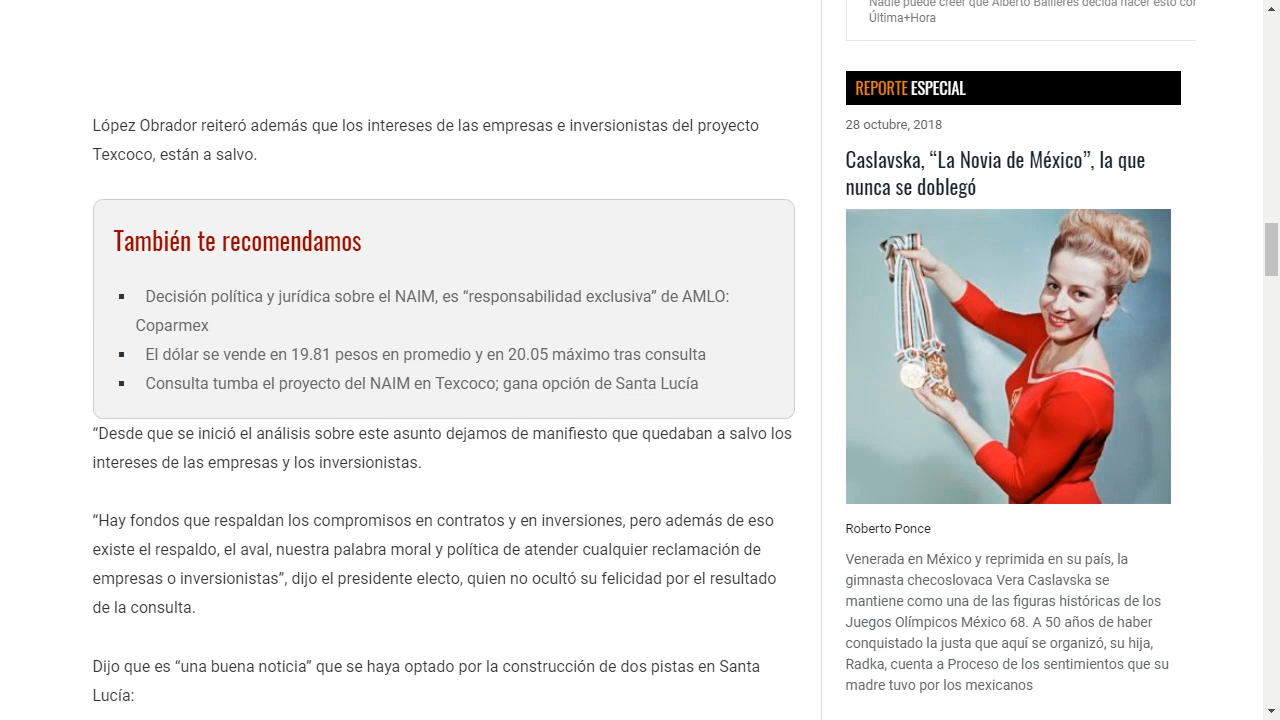 López Obrador reiteró además que los intereses de las empresas e inversionistas del proyecto
Texcoco, están a salvo.
También te recomendamos
Decisión política y jurídica sobre el NAIM, es “responsabilidad exclusiva” de AMLO:
Coparmex
El dólar se vende en 19.81 pesos en promedio y en 20.05 máximo tras consulta
Consulta tumba el proyecto del NAIM en Texcoco; gana opción de Santa Lucía
“Desde que se inició el análisis sobre este asunto dejamos de manifiesto que quedaban a salvo los
intereses de las empresas y los inversionistas.
“Hay fondos que respaldan los compromisos en contratos y en inversiones, pero además de eso
existe el respaldo, el aval, nuestra palabra moral y política de atender cualquier reclamación de
empresas o inversionistas”, dijo el presidente electo, quien no ocultó su felicidad por el resultado
de la consulta.
Dijo que es “una buena noticia” que se haya optado por la construcción de dos pistas en Santa
Lucía:
Nadie puede creer que Alberto Bailleres decida hacer esto con
Última+Hora
REPORTE ESPECIAL
28 octubre, 2018
Caslavska, “La Novia de México”, la que
nunca se doblegó
Roberto Ponce
Venerada en México y reprimida en su país, la
gimnasta checoslovaca Vera Caslavska se
mantiene como una de las figuras históricas de los
Juegos Olímpicos México 68. A 50 años de haber
conquistado la justa que aquí se organizó, su hija,
Radka, cuenta a Proceso de los sentimientos que su
madre tuvo por los mexicanos